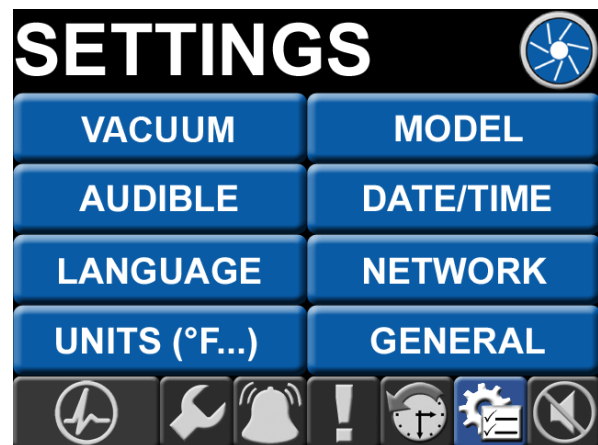 SETTINGS
VACUUM MODEL
AUDIBLE DATE/TIME
LANGUAGE NETWORK
UNITS (°F...) GENERAL